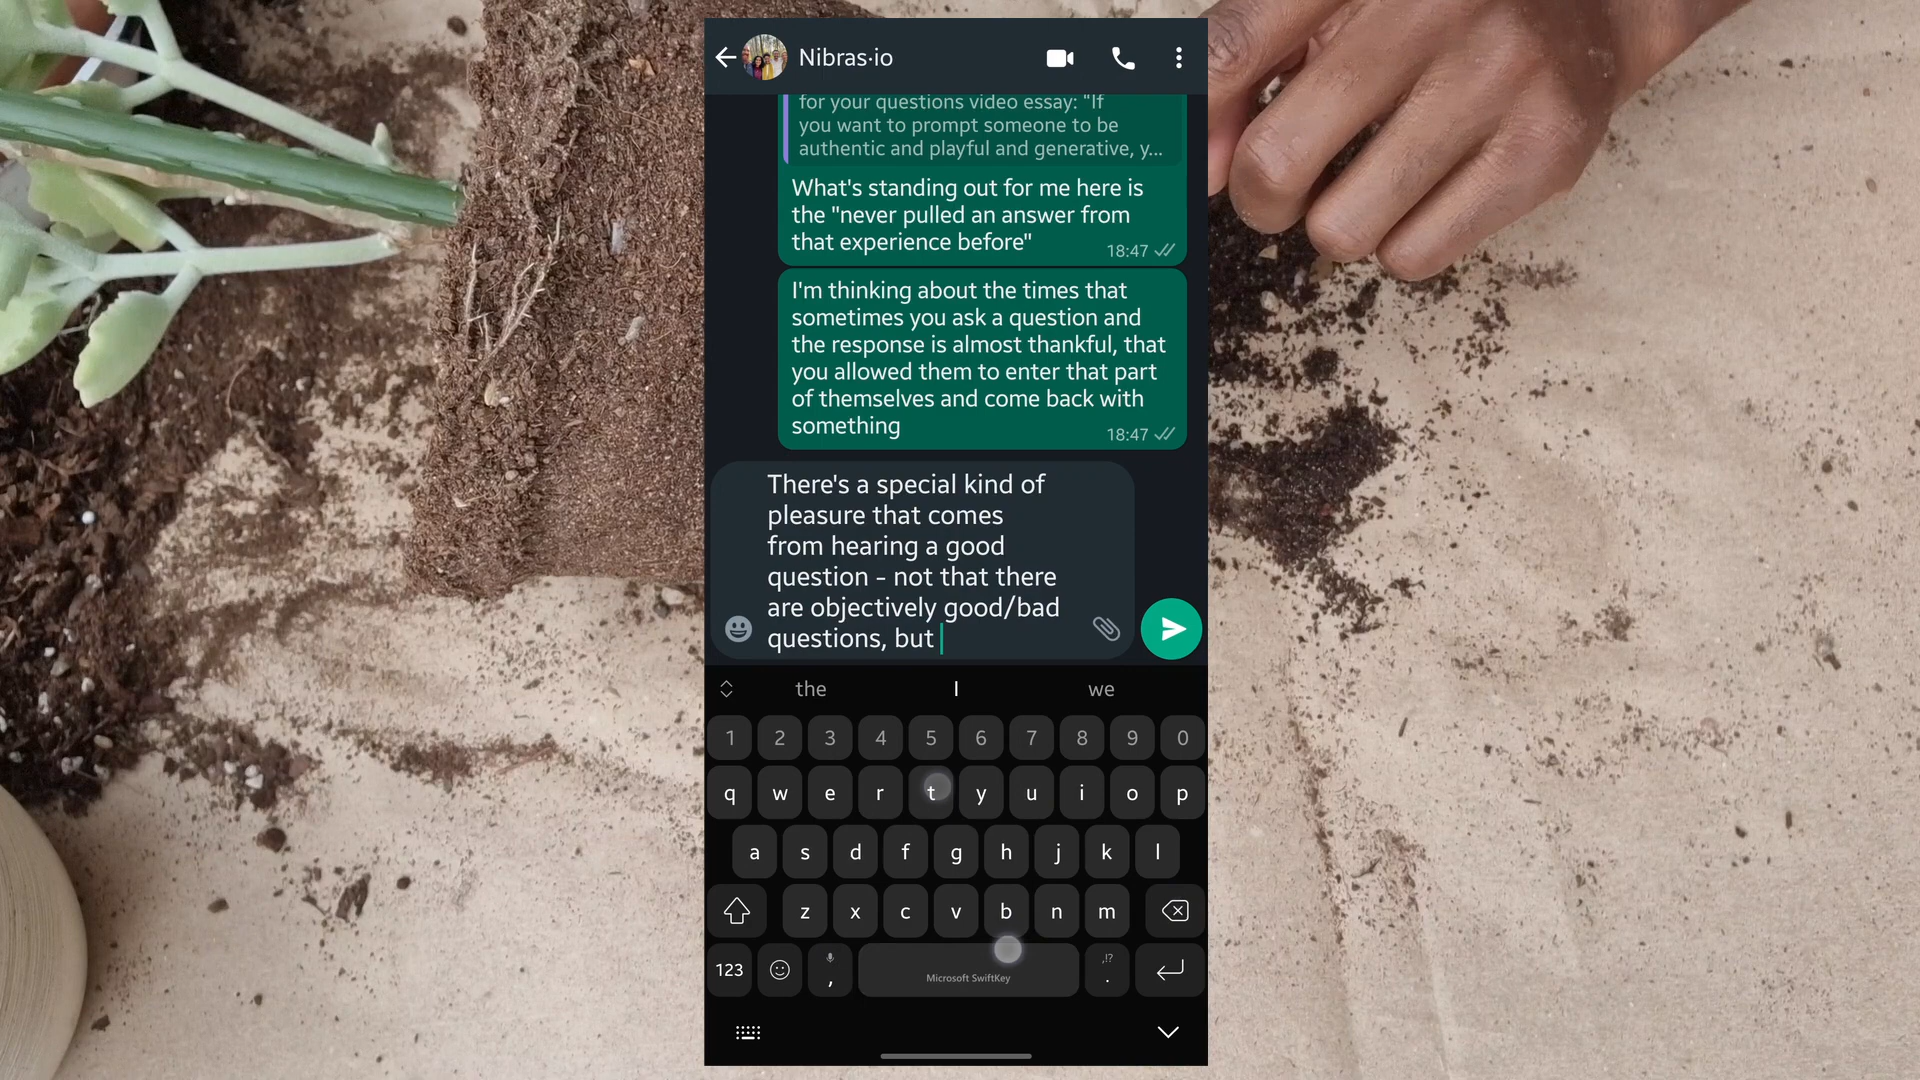 Nibras·io
for your questions video essay: "If
you want to prompt someone to be
authentic and playful and generative, y...
What's standing out for me here is
the "never pulled an answer from
that experience before"
18:47
I'm thinking about the times that
sometimes you ask a question and
the response is almost thankful, that
you allowed them to enter that part
of themselves and come back with
something
18:47
There's a special kind of
pleasure that comes
from hearing a good
question - not that there
are objectively good/bad
questions, but
the I we
1 2 3 4 5 6 7 8 9 0
q w e r t y u i o p
a s d f g h j k l
z x c v b n m
123 , Microsoft SwiftKey ,!? .